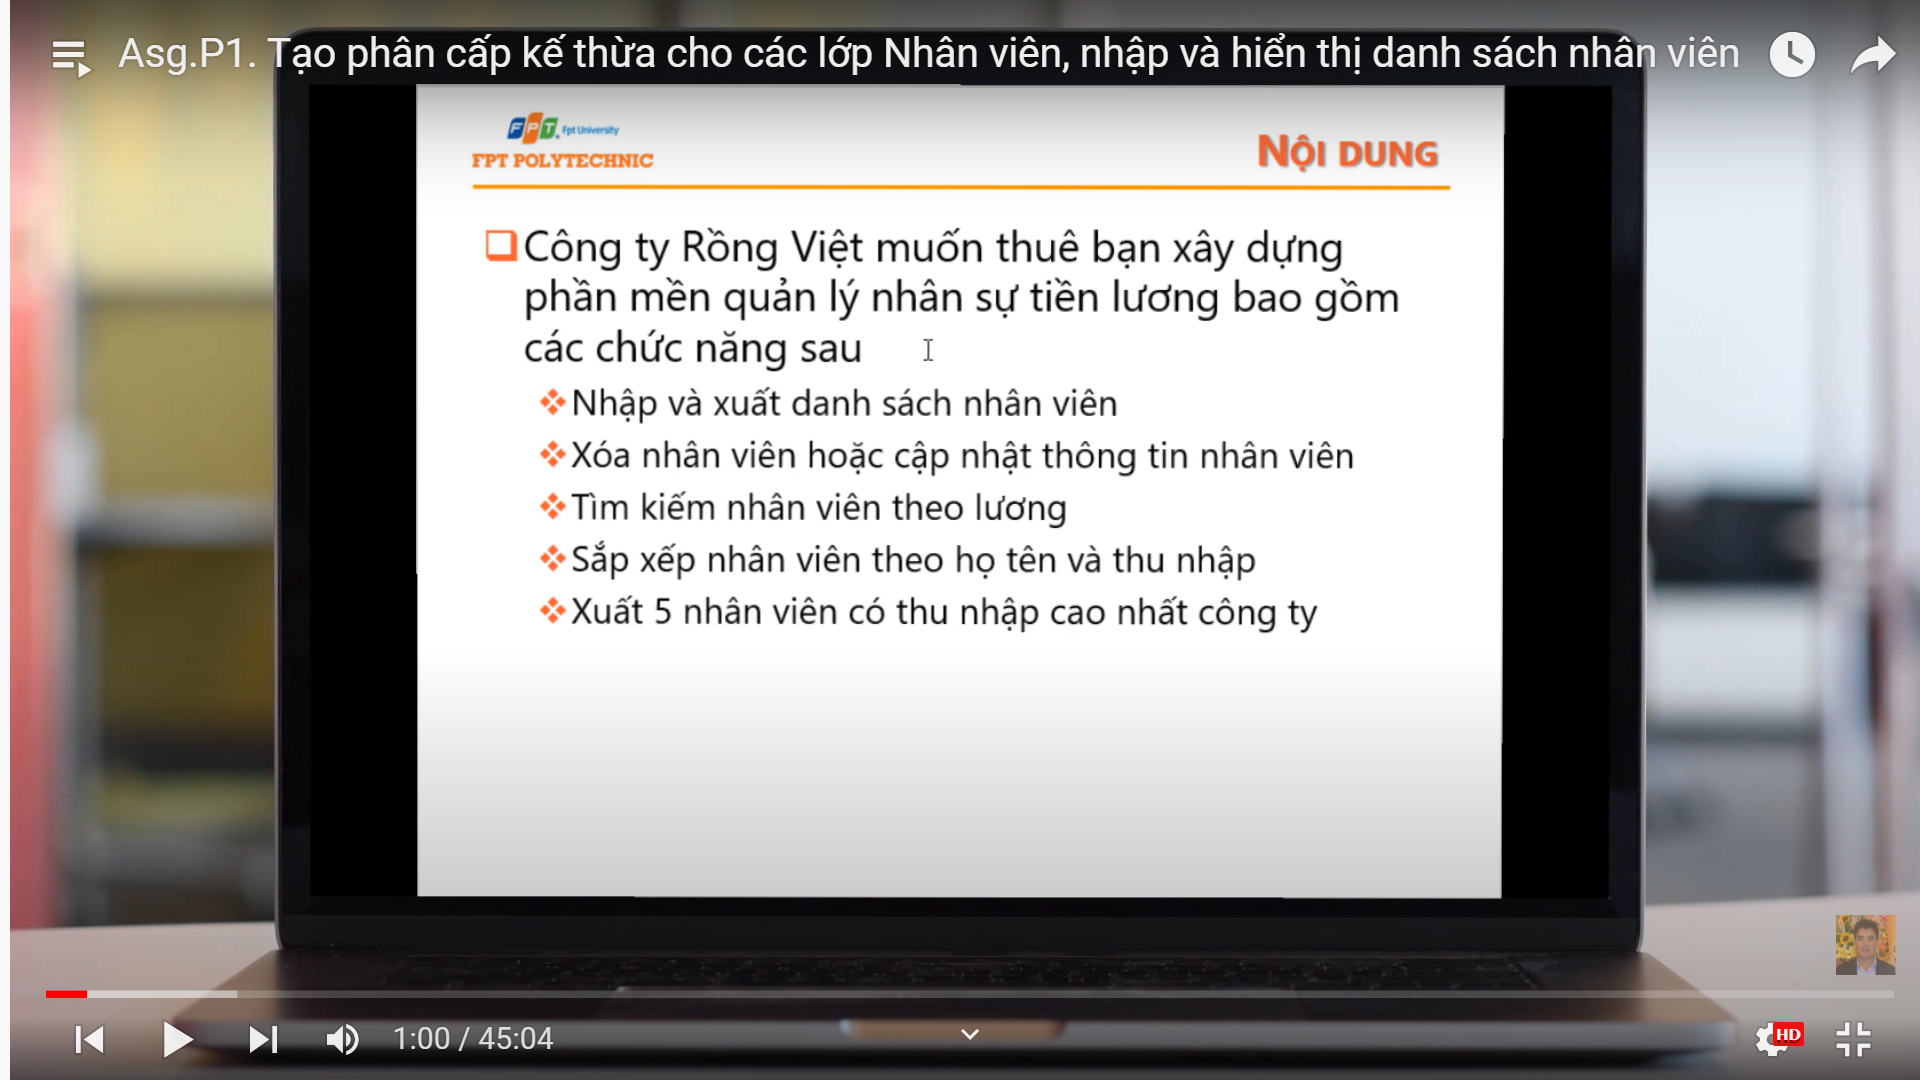 Asg.P1. Tạo phân cấp kế thừa cho các lớp Nhân viên, nhập và hiển thị danh sách nhân viên
FPT Fpt University
FPT POLYTECHNIC
NỘI DUNG
Công ty Rồng Việt muốn thuê bạn xây dựng
phần mền quản lý nhân sự tiền lương bao gồm
các chức năng sau
Nhập và xuất danh sách nhân viên
Xóa nhân viên hoặc cập nhật thông tin nhân viên
Tìm kiếm nhân viên theo lương
Sắp xếp nhân viên theo họ tên và thu nhập
Xuất 5 nhân viên có thu nhập cao nhất công ty
1:00 / 45:04
HD